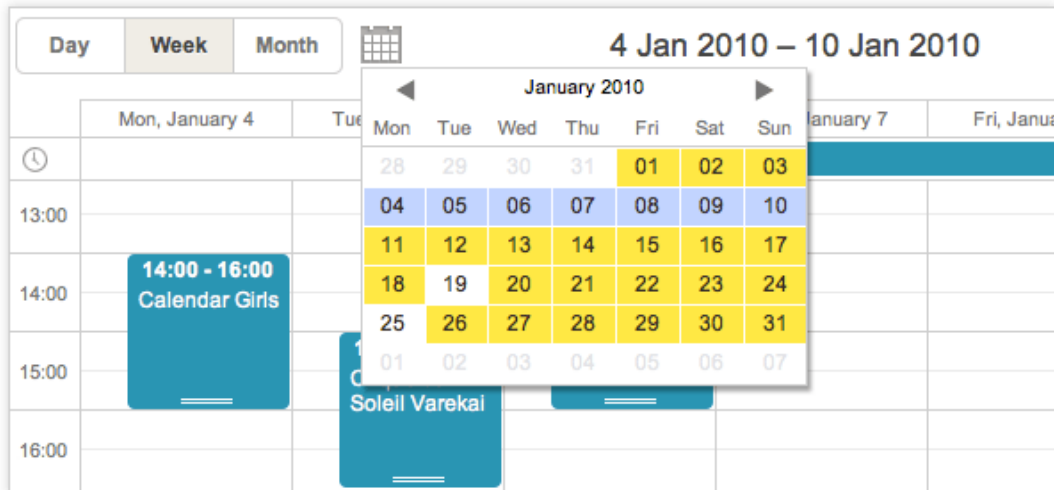 Day Week Month 4 Jan 2010 – 10 Jan 2010
January 2010
Mon, January 4
Mon Tue Wed Thu Fri Sat Sun
28 29 30 31 01 02 03
04 05 06 07 08 09 10
11 12 13 14 15 16 17
18 19 20 21 22 23 24
25 26 27 28 29 30 31
01 02 03 04 05 06 07
January 7
Fri, Janua
13:00
14:00
15:00
16:00
14:00 - 16:00
Calendar Girls
Soleil Varekai